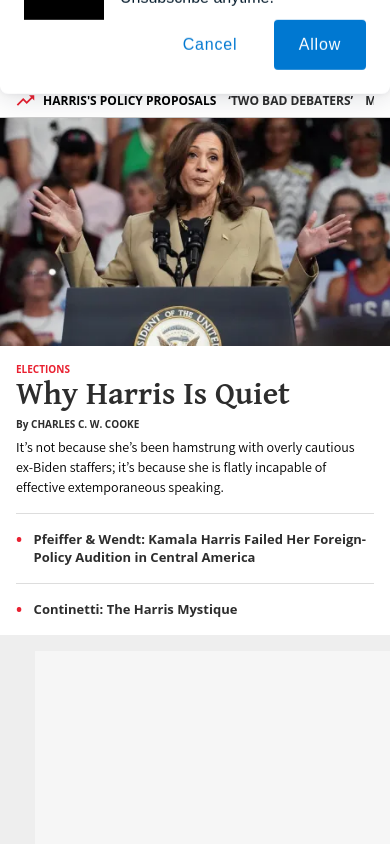 Unsubscribe anytime!
Cancel
Allow
HARRIS'S POLICY PROPOSALS
‘TWO BAD DEBATERS’
M
ENT OF THE UNITED
ELECTIONS
Why Harris Is Quiet
By CHARLES C. W. COOKE
It’s not because she’s been hamstrung with overly cautious
ex-Biden staffers; it’s because she is flatly incapable of
effective extemporaneous speaking.
• Pfeiffer & Wendt: Kamala Harris Failed Her Foreign-
Policy Audition in Central America
• Continetti: The Harris Mystique